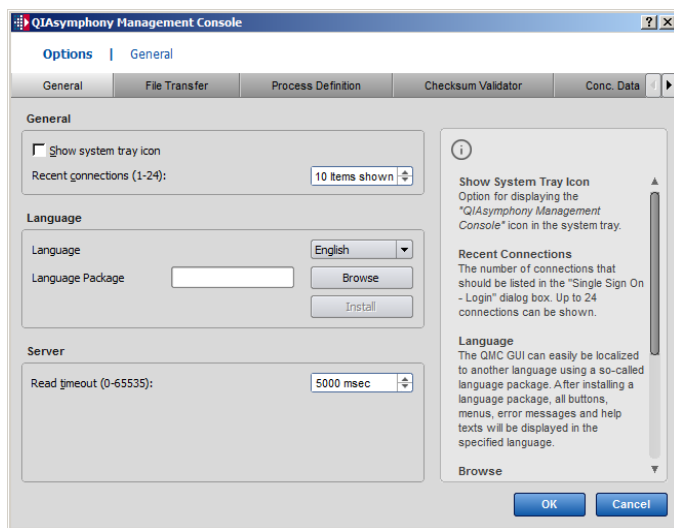 QIAsymphony Management Console
Options | General
General
File Transfer
Process Definition
Checksum Validator
Conc. Data
General
Show system tray icon
Recent connections (1-24):
10 Items shown
Language
Language
English
Language Package
Browse
Install
Server
Read timeout (0-65535):
5000 msec
Show System Tray Icon
Option for displaying the
"QIAsymphony Management
Console" icon in the system tray.
Recent Connections
The number of connections that
should be listed in the "Single Sign On
- Login" dialog box. Up to 24
connections can be shown.
Language
The QMC GUI can easily be localized
to another language using a so-called
language package. After installing a
language package, all buttons,
menus, error messages and help
texts will be displayed in the
specified language.
Browse
OK
Cancel